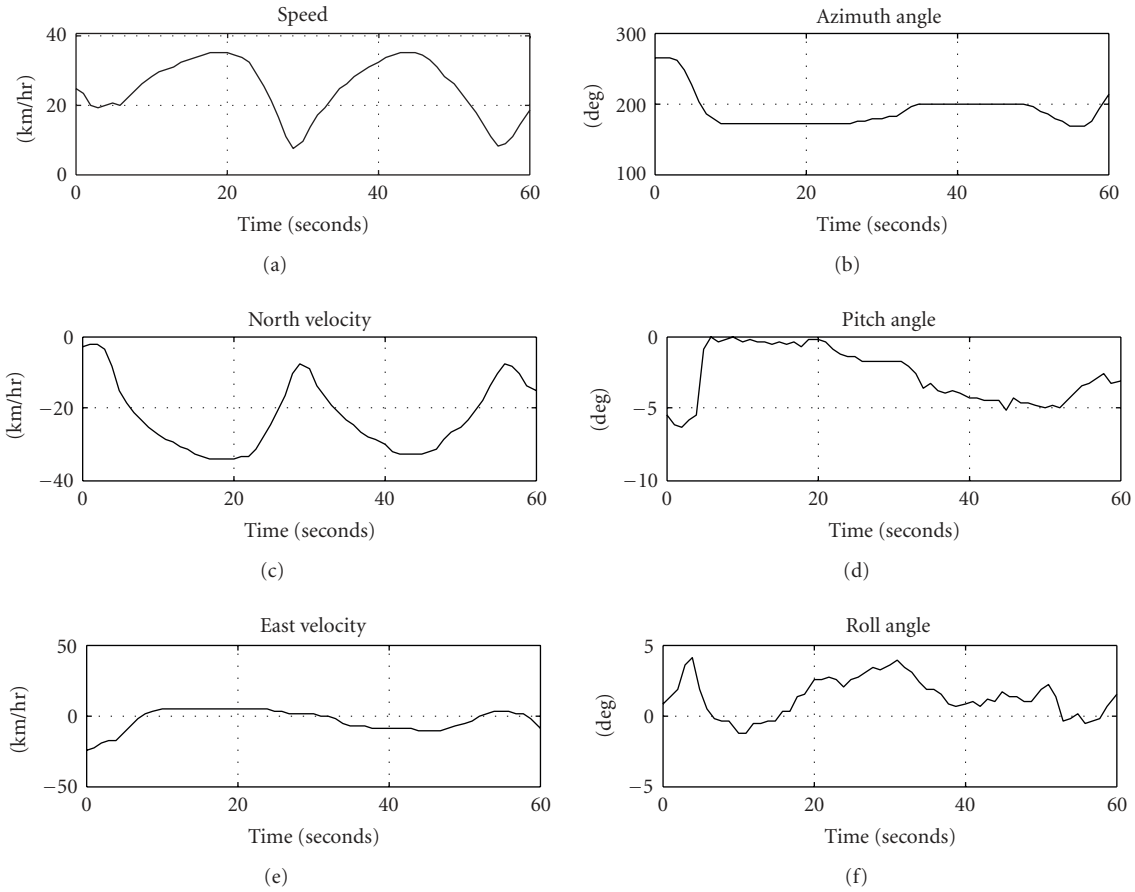 Speed
40
20
0
(km/hr)
0 20 40 60
Time (seconds)
(a)
Azimuth angle
300
200
100
(deg)
0 20 40 60
Time (seconds)
(b)
North velocity
0
−20
−40
(km/hr)
0 20 40 60
Time (seconds)
(c)
Pitch angle
0
−5
−10
(deg)
0 20 40 60
Time (seconds)
(d)
East velocity
50
0
−50
(km/hr)
0 20 40 60
Time (seconds)
(e)
Roll angle
5
0
−5
(deg)
0 20 40 60
Time (seconds)
(f)